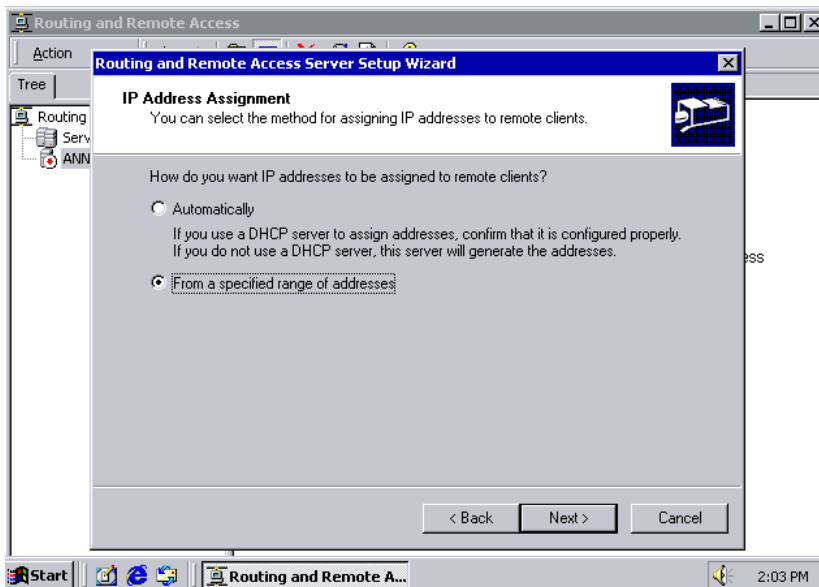 Routing and Remote Access
Action
Tree
Routing
Serv
ANN
ess
Routing and Remote Access Server Setup Wizard
IP Address Assignment
You can select the method for assigning IP addresses to remote clients.
How do you want IP addresses to be assigned to remote clients?
Automatically
If you use a DHCP server to assign addresses, confirm that it is configured properly.
If you do not use a DHCP server, this server will generate the addresses.
From a specified range of addresses
< Back
Next >
Cancel
Start
Routing and Remote A...
2:03 PM